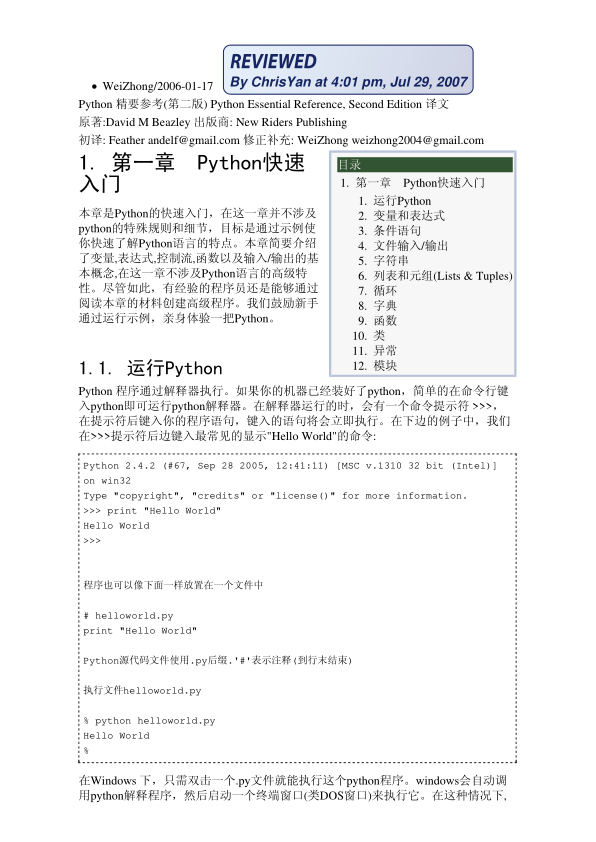 REVIEWED
By ChrisYan at 4:01 pm, Jul 29, 2007
• WeiZhong/2006-01-17
Python 精要参考(第二版) Python Essential Reference, Second Edition 译文
原著:David M Beazley 出版商: New Riders Publishing
初译: Feather andelf@gmail.com 修正补充: WeiZhong weizhong2004@gmail.com
1. 第一章 Python快速
入门
本章是Python的快速入门，在这一章并不涉及
python的特殊规则和细节，目标是通过示例使
你快速了解Python语言的特点。本章简要介绍
了变量,表达式,控制流,函数以及输入/输出的基
本概念,在这一章不涉及Python语言的高级特
性。尽管如此，有经验的程序员还是能够通过
阅读本章的材料创建高级程序。我们鼓励新手
通过运行示例，亲身体验一把Python。
目录
1. 第一章 Python快速入门
1. 运行Python
2. 变量和表达式
3. 条件语句
4. 文件输入/输出
5. 字符串
6. 列表和元组(Lists & Tuples)
7. 循环
8. 字典
9. 函数
10. 类
11. 异常
12. 模块
1.1. 运行Python
Python 程序通过解释器执行。如果你的机器已经装好了python，简单的在命令行键
入python即可运行python解释器。在解释器运行的时，会有一个命令提示符 >>>，
在提示符后键入你的程序语句，键入的语句将会立即执行。在下边的例子中，我们
在>>>提示符后边键入最常见的显示"Hello World"的命令:
Python 2.4.2 (#67, Sep 28 2005, 12:41:11) [MSC v.1310 32 bit (Intel)]
on win32
Type "copyright", "credits" or "license()" for more information.
>>> print "Hello World"
Hello World
>>>
程序也可以像下面一样放置在一个文件中
# helloworld.py
print "Hello World"
Python源代码文件使用.py后缀.'#'表示注释(到行末结束)
执行文件helloworld.py
% python helloworld.py
Hello World
%
在Windows 下，只需双击一个.py文件就能执行这个python程序。windows会自动调
用python解释程序，然后启动一个终端窗口(类DOS窗口)来执行它。在这种情况下,